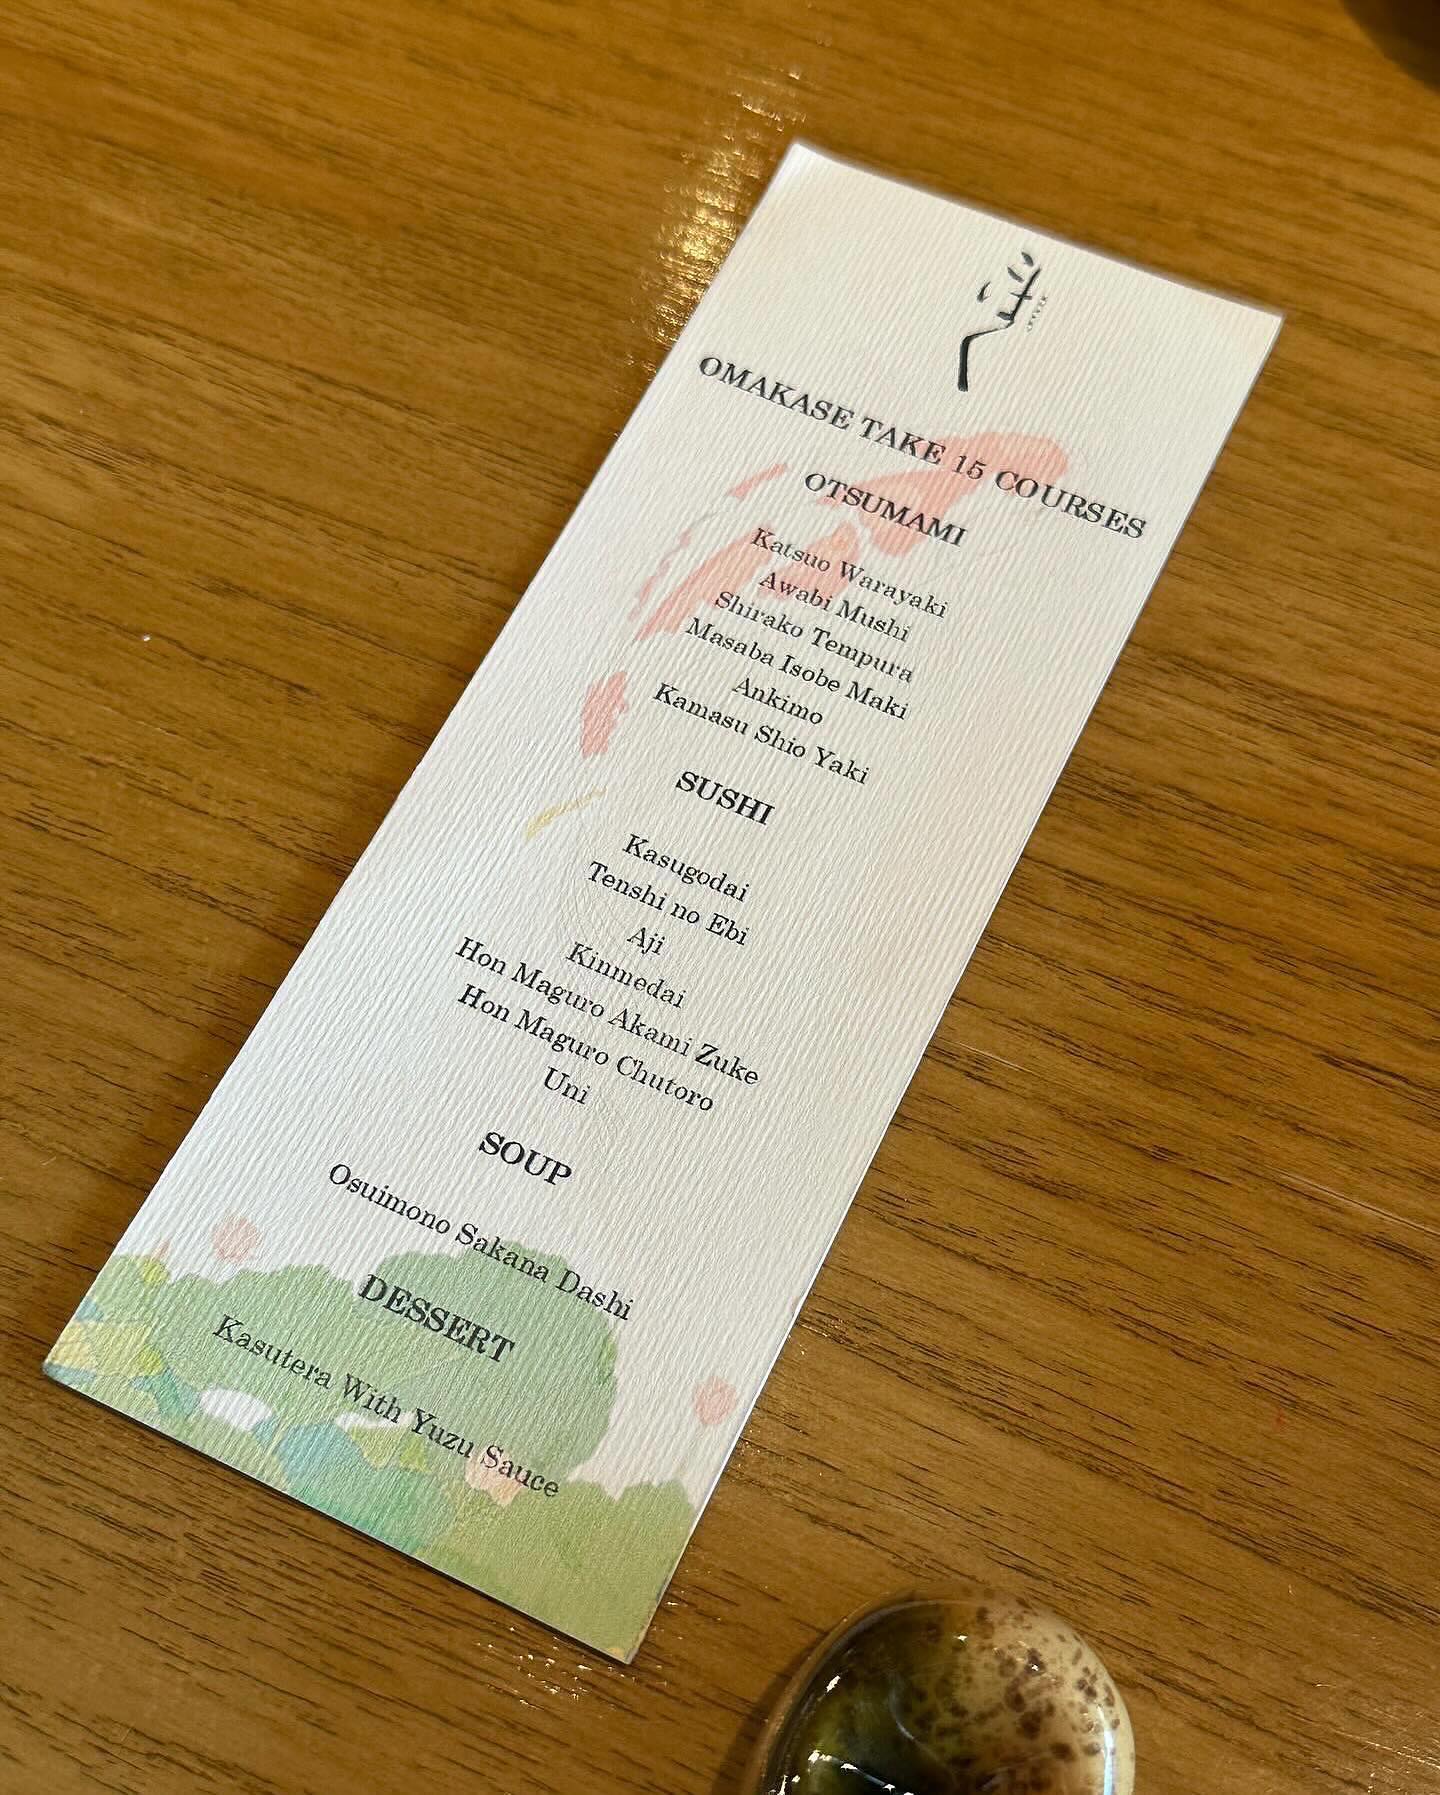 OMAKASE TAKE 15 COURSES
OTSUMAMI
Katsuo Warayaki
Awabi Mushi
Shirako Tempura
Masaba Isobe Maki
Ankimo
Kamasu Shio Yaki
SUSHI
Kasugodai
Tenshi no Ebi
Aji
Kinmedai
Hon Maguro Akami Zuke
Hon Maguro Chutoro
Uni
SOUP
Osuimono Sakana Dashi
DESSERT
Kasutera With Yuzu Sauce